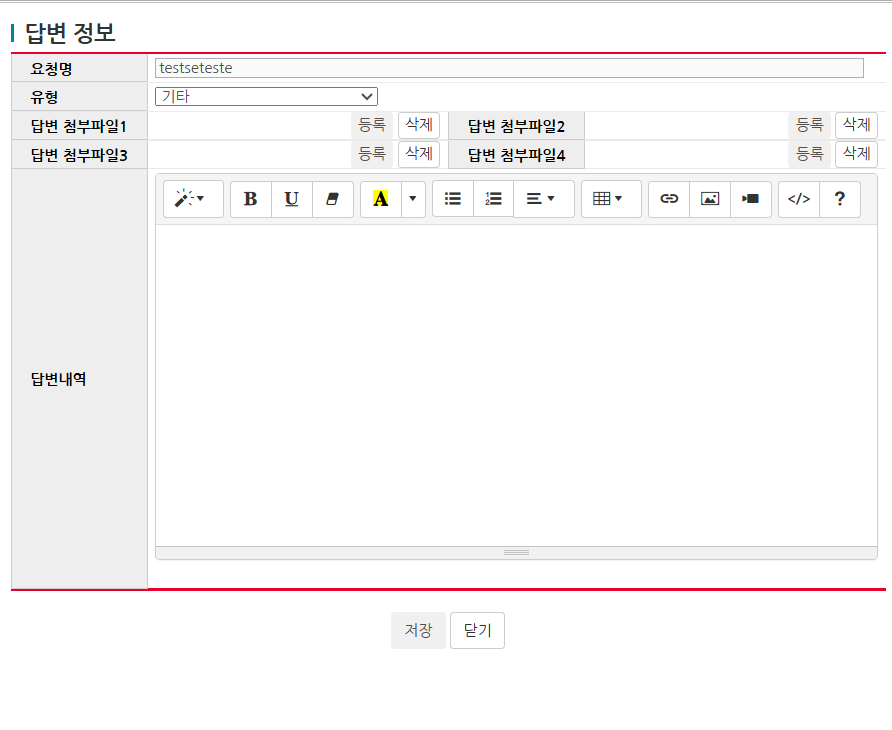 답변 정보
요청명 testseteste
유형 기타
답변 첨부파일1 등록 삭제 답변 첨부파일2 등록 삭제
답변 첨부파일3 등록 삭제 답변 첨부파일4 등록 삭제
B U A </> ?
답변내역
저장 닫기